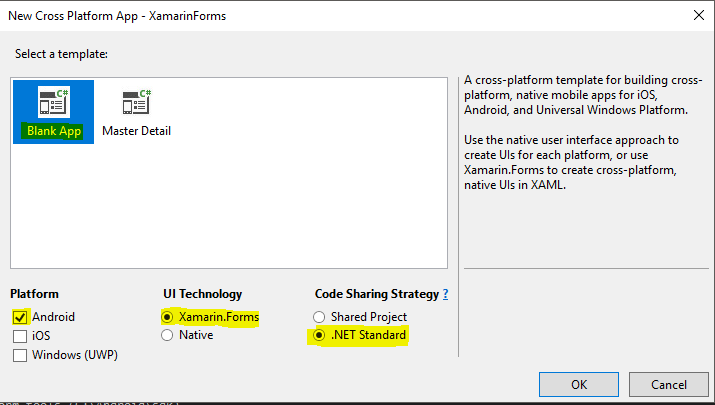 New Cross Platform App - XamarinForms
Select a template:
C#
C#
Blank App
Master Detail
A cross-platform template for building cross-
platform, native mobile apps for iOS,
Android, and Universal Windows Platform.
Use the native user interface approach to
create UIs for each platform, or use
Xamarin.Forms to create cross-platform,
native UIs in XAML.
Platform
Android
iOS
Windows (UWP)
UI Technology
Xamarin.Forms
Native
Code Sharing Strategy ?
Shared Project
.NET Standard
OK
Cancel